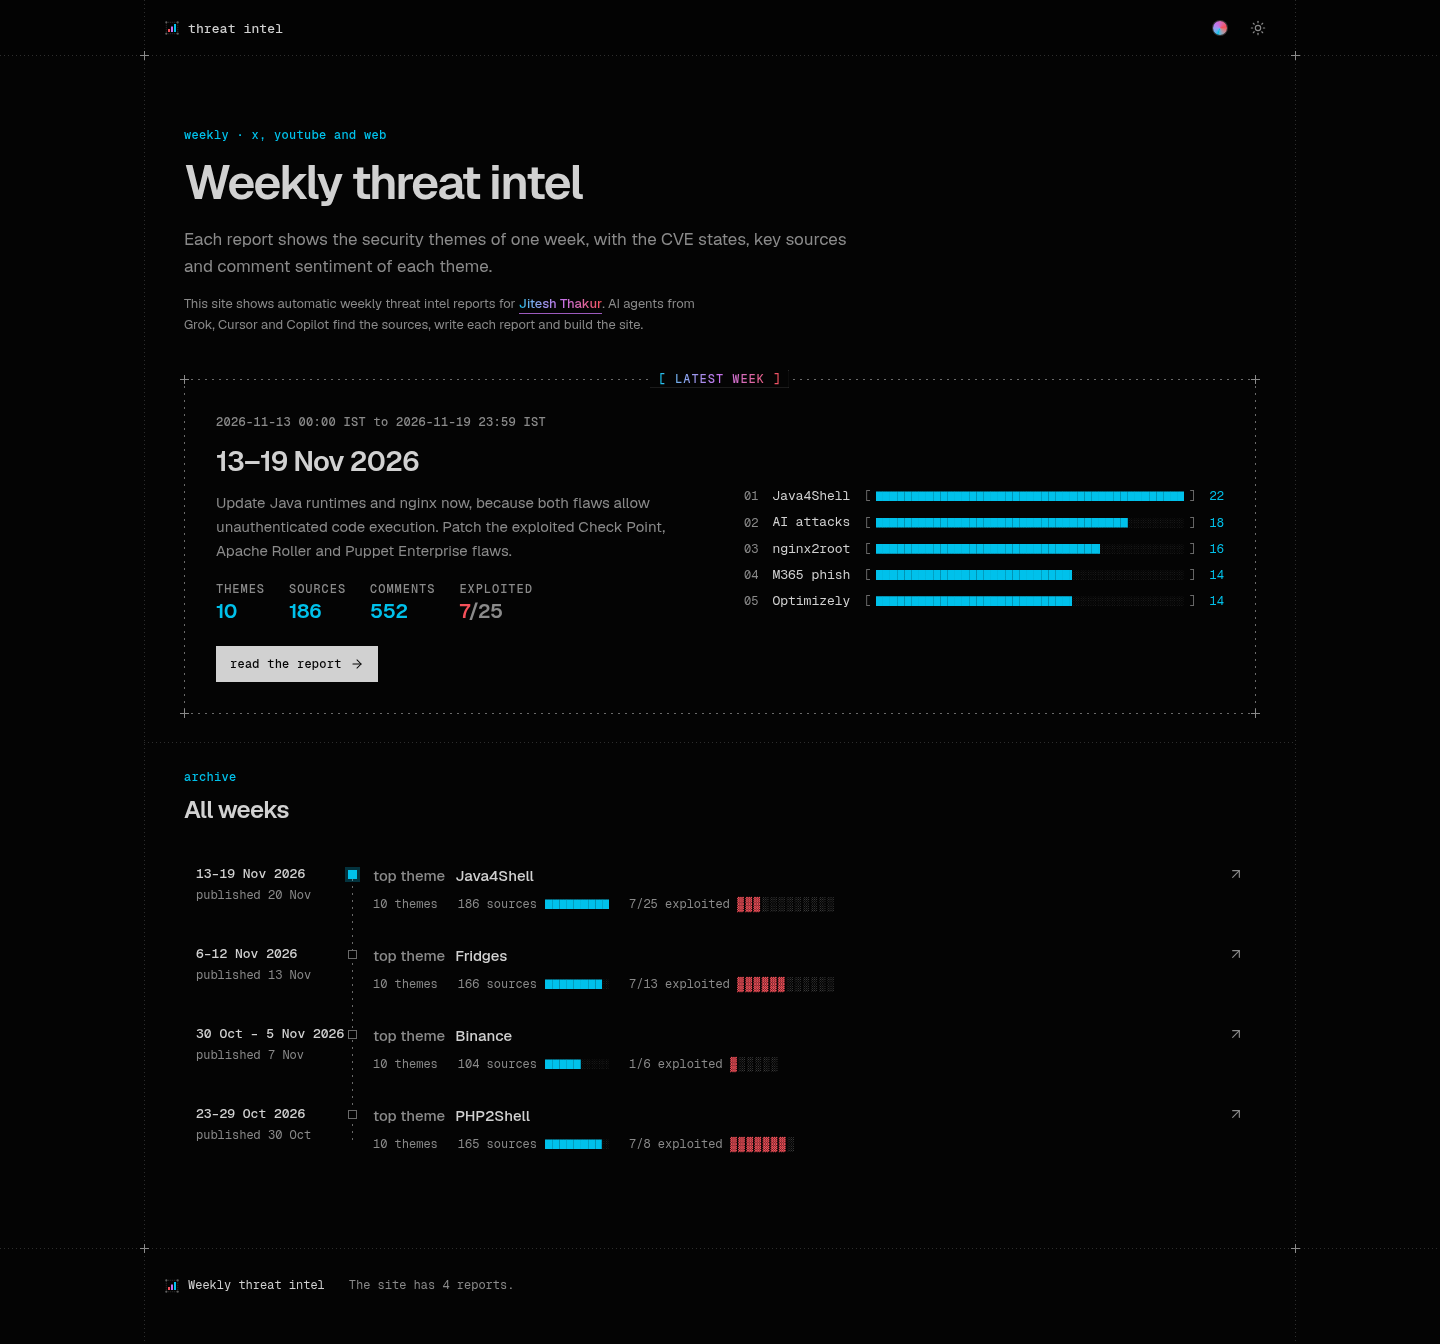 threat intel
weekly · x, youtube and web
Weekly threat intel
Each report shows the security themes of one week, with the CVE states, key sources
and comment sentiment of each theme.
This site shows automatic weekly threat intel reports for Jitesh Thakur. AI agents from
Grok, Cursor and Copilot find the sources, write each report and build the site.
[ LATEST WEEK ]
2026-11-13 00:00 IST to 2026-11-19 23:59 IST
13–19 Nov 2026
Update Java runtimes and nginx now, because both flaws allow
unauthenticated code execution. Patch the exploited Check Point,
Apache Roller and Puppet Enterprise flaws.
THEMES SOURCES COMMENTS EXPLOITED
10 186 552 7/25
read the report →
01 Java4Shell [ ] 22
02 AI attacks [ ] 18
03 nginx2root [ ] 16
04 M365 phish [ ] 14
05 Optimizely [ ] 14
archive
All weeks
13–19 Nov 2026 top theme Java4Shell
published 20 Nov 10 themes 186 sources 7/25 exploited
6–12 Nov 2026 top theme Fridges
published 13 Nov 10 themes 166 sources 7/13 exploited
30 Oct – 5 Nov 2026 top theme Binance
published 7 Nov 10 themes 104 sources 1/6 exploited
23–29 Oct 2026 top theme PHP2Shell
published 30 Oct 10 themes 165 sources 7/8 exploited
Weekly threat intel The site has 4 reports.